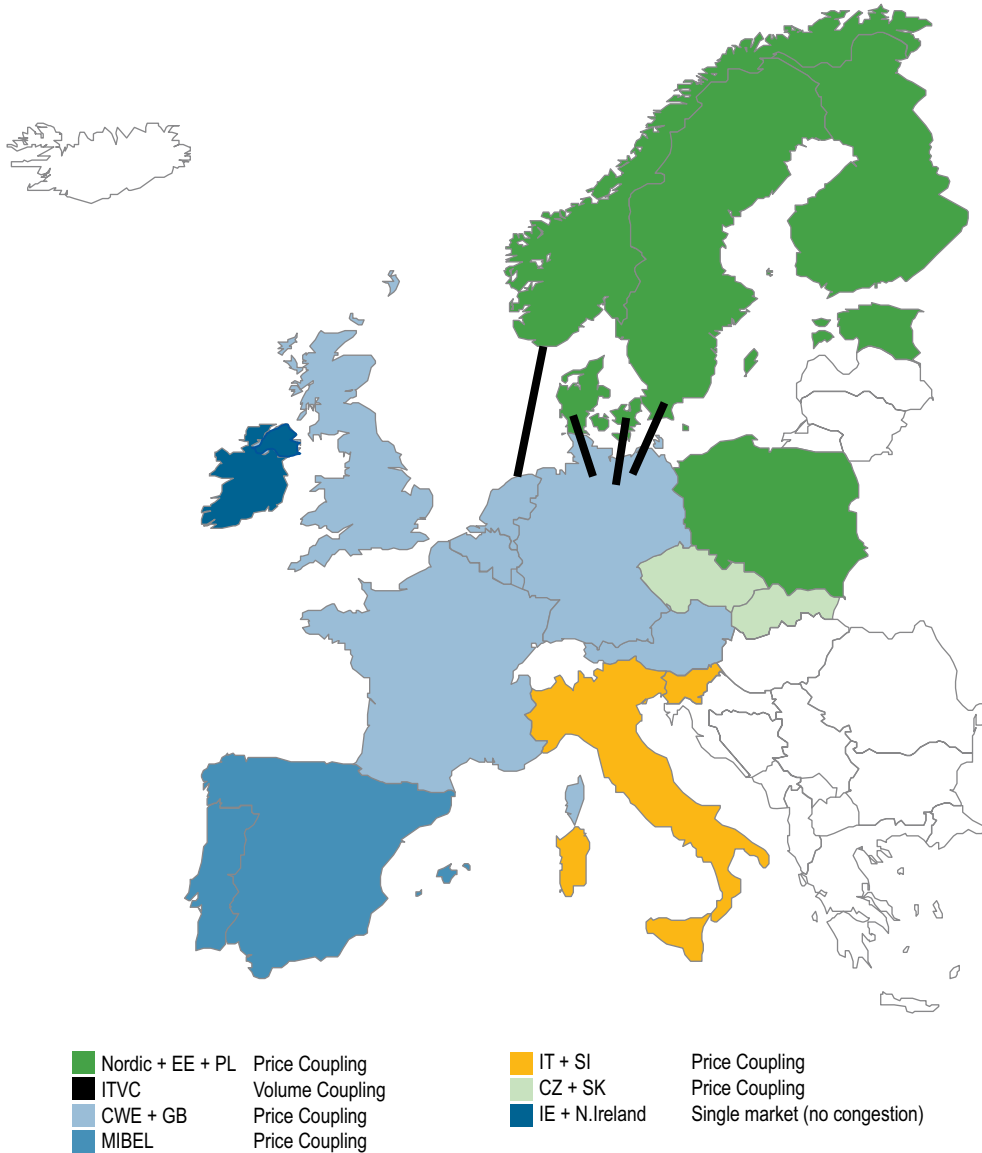 Nordic + EE + PL Price Coupling
ITVC Volume Coupling
CWE + GB Price Coupling
MIBEL Price Coupling
IT + SI Price Coupling
CZ + SK Price Coupling
IE + N.Ireland Single market (no congestion)